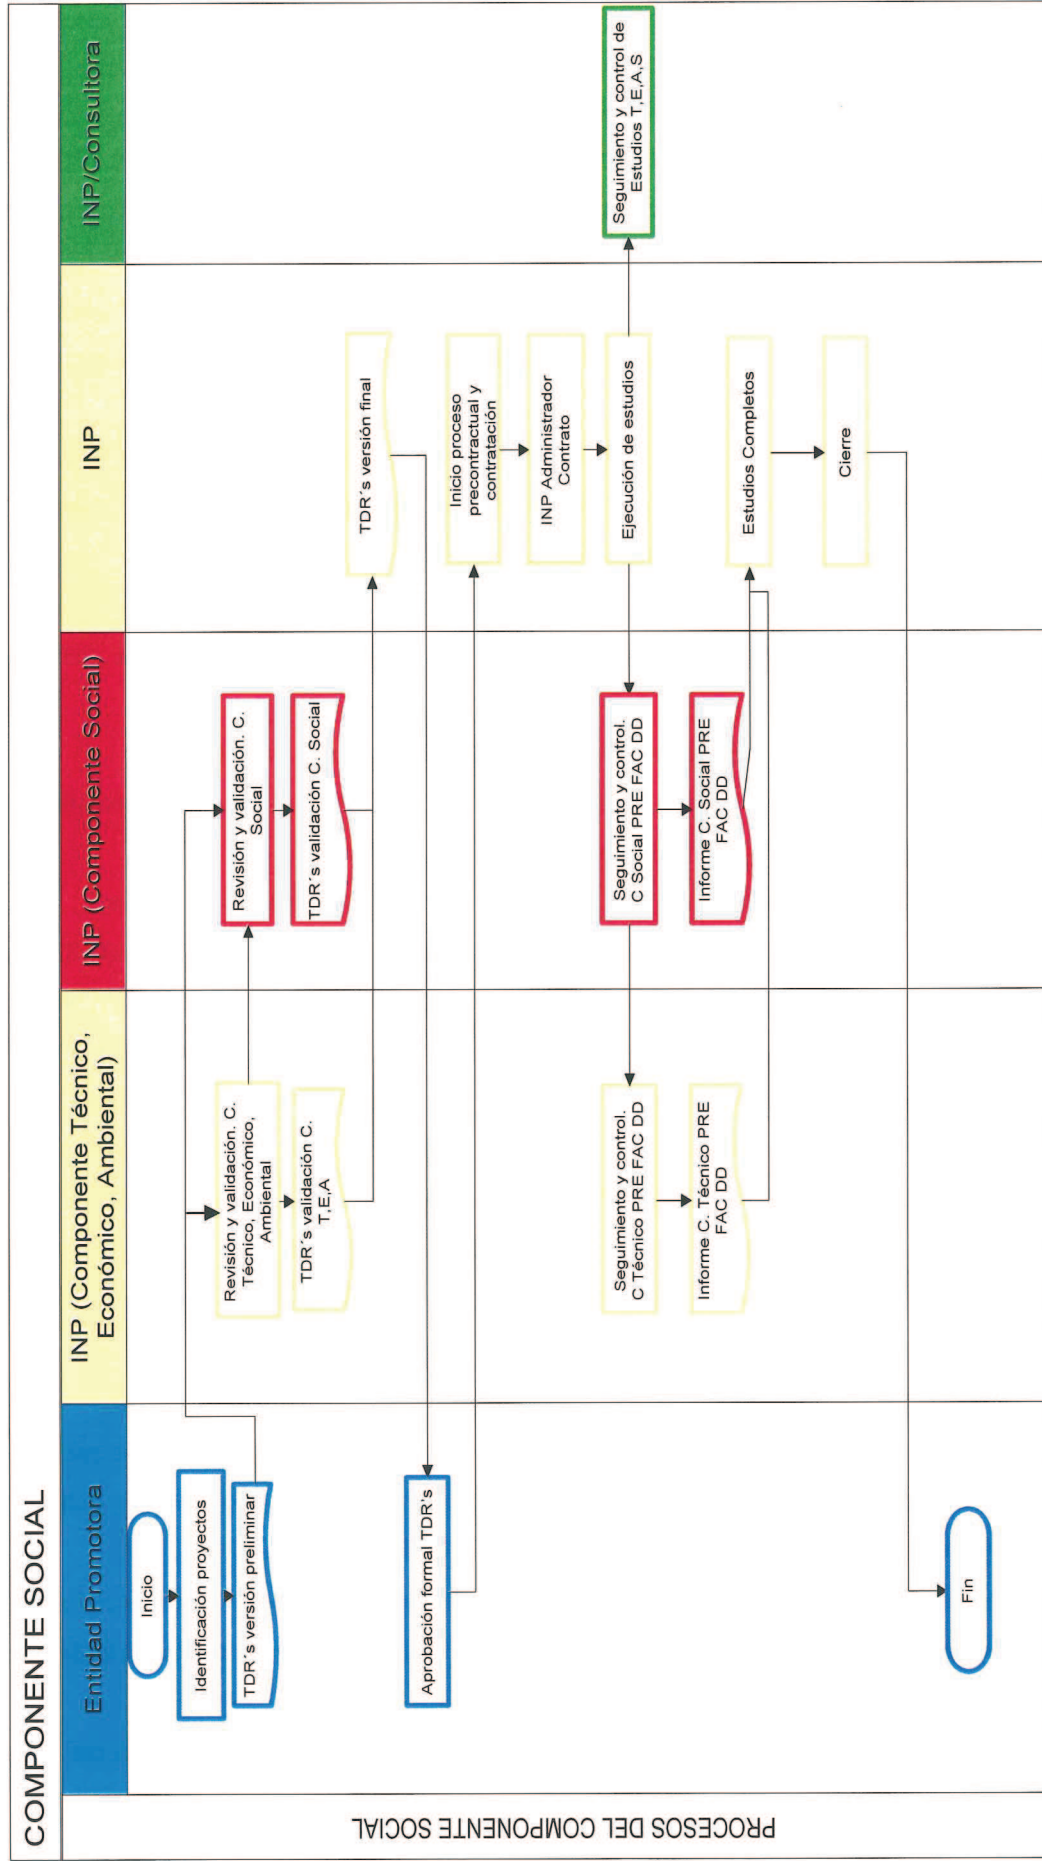 COMPONENTE SOCIAL
Entidad Promotora
INP (Componente Técnico,
Económico, Ambiental)
INP (Componente Social)
INP
INP/Consultora
PROCESOS DEL COMPONENTE SOCIAL
Inicio
Identificación proyectos
TDR´s versión preliminar
Revisión y validación. C.
Técnico, Económico,
Ambiental
Revisión y validación. C.
Social
TDR´s validación C.
T,E,A
TDR´s validación C. Social
TDR´s versión final
Aprobación formal TDR's
Inicio proceso
precontractual y
contratación
INP Administrador
Contrato
Ejecución de estudios
Seguimiento y control de
Estudios T,E,A,S
Seguimiento y control.
C Social PRE FAC DD
Seguimiento y control.
C Técnico PRE FAC DD
Informe C. Social PRE
FAC DD
Informe C. Técnico PRE
FAC DD
Estudios Completos
Cierre
Fin